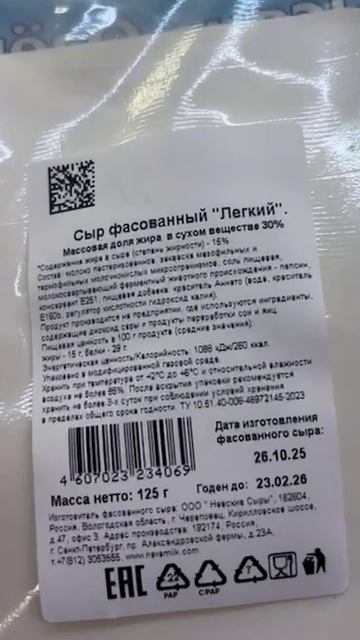 Сыр фасованный "Легкий".
Массовая доля жира в сухом веществе 30%
*Содержание жира в сыре (степень жирности) - 15%
Состав: молоко пастеризованное, закваска мезофильных и
термофильных молочнокислых микроорганизмов, соль пищевая,
молокосвертывающий ферментный животного происхождения - пепсин,
консервант Е251, пищевая добавка: краситель Аннато (вода, краситель
Е160b, регулятор кислотности гидроксид калия).
Продукт произведен на предприятии, где используются ингредиенты,
содержащие диоксид серы и продукты переработки сои и яиц.
Пищевая ценность в 100 г продукта (средние значения):
жиры - 15 г, белки - 29 г.
Энергетическая ценность/Калорийность: 1088 кДж/260 ккал.
Упаковано в модифицированной газовой среде.
Хранить при температуре от +2°С до +6°С и относительной влажности
воздуха не более 85%. После вскрытия упаковки рекомендуется
хранить не более 3-х суток при соблюдении условий хранения
в пределах общего срока годности. ТУ 10.51.40-006-48972145-2023
Дата изготовления
фасованного сыра:
26.10.25
4 607023 234069
Масса нетто: 125 г
Годен до: 23.02.26
Изготовитель фасованного сыра: ООО "Невские Сыры", 162604,
Россия, Вологодская область, г. Череповец, Кирилловское шоссе,
д.47, офис 3. Адрес производства: 192174, Россия,
г. Санкт-Петербург, пр. Александровской фермы, д.23А,
т.+7(812) 3053555, www.nevamilk.com
ЕАС
22
PAP
C/PAP
7